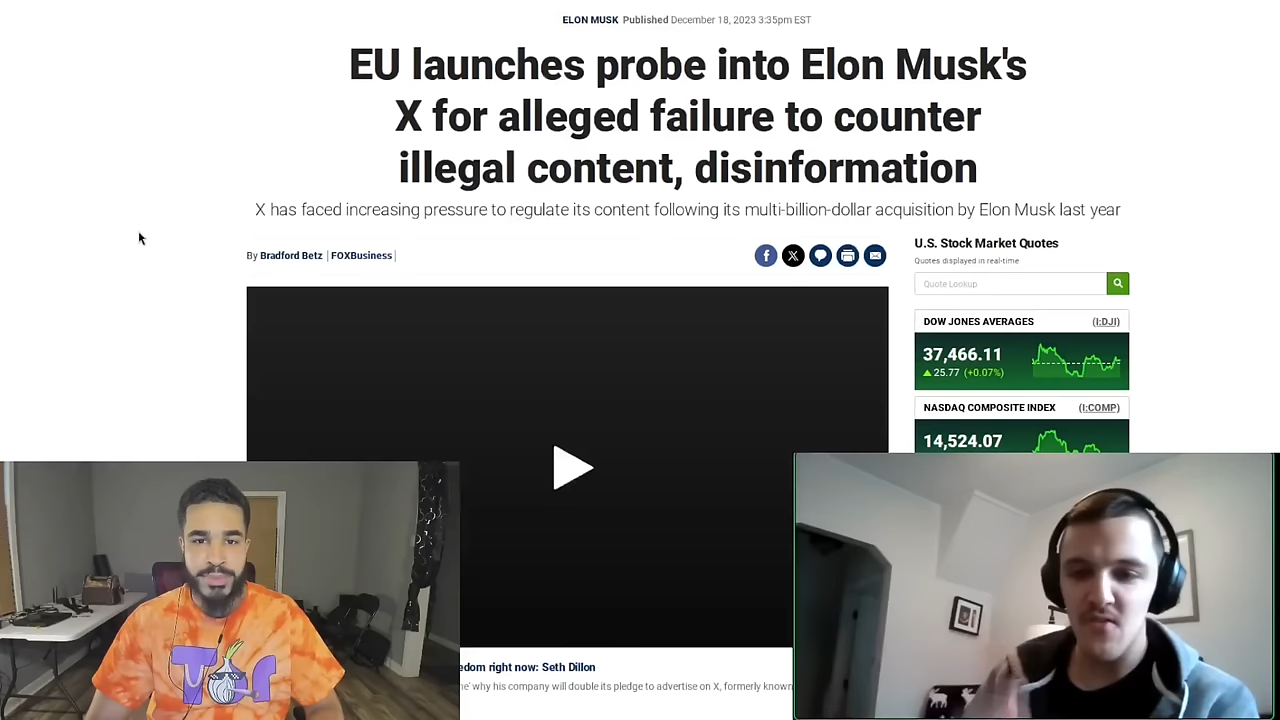 ELON MUSK Published December 18, 2023 3:35pm EST
EU launches probe into Elon Musk's
X for alleged failure to counter
illegal content, disinformation
X has faced increasing pressure to regulate its content following its multi-billion-dollar acquisition by Elon Musk last year
By Bradford Betz | FOXBusiness |
U.S. Stock Market Quotes
Quotes displayed in real-time
Quote Lookup
DOW JONES AVERAGES (I:DJI)
37,466.11
25.77 (+0.07%)
NASDAQ COMPOSITE INDEX (I:COMP)
14,524.07
right now: Seth Dillon
why his company will double its pledge to advertise on X, formerly known
Tor